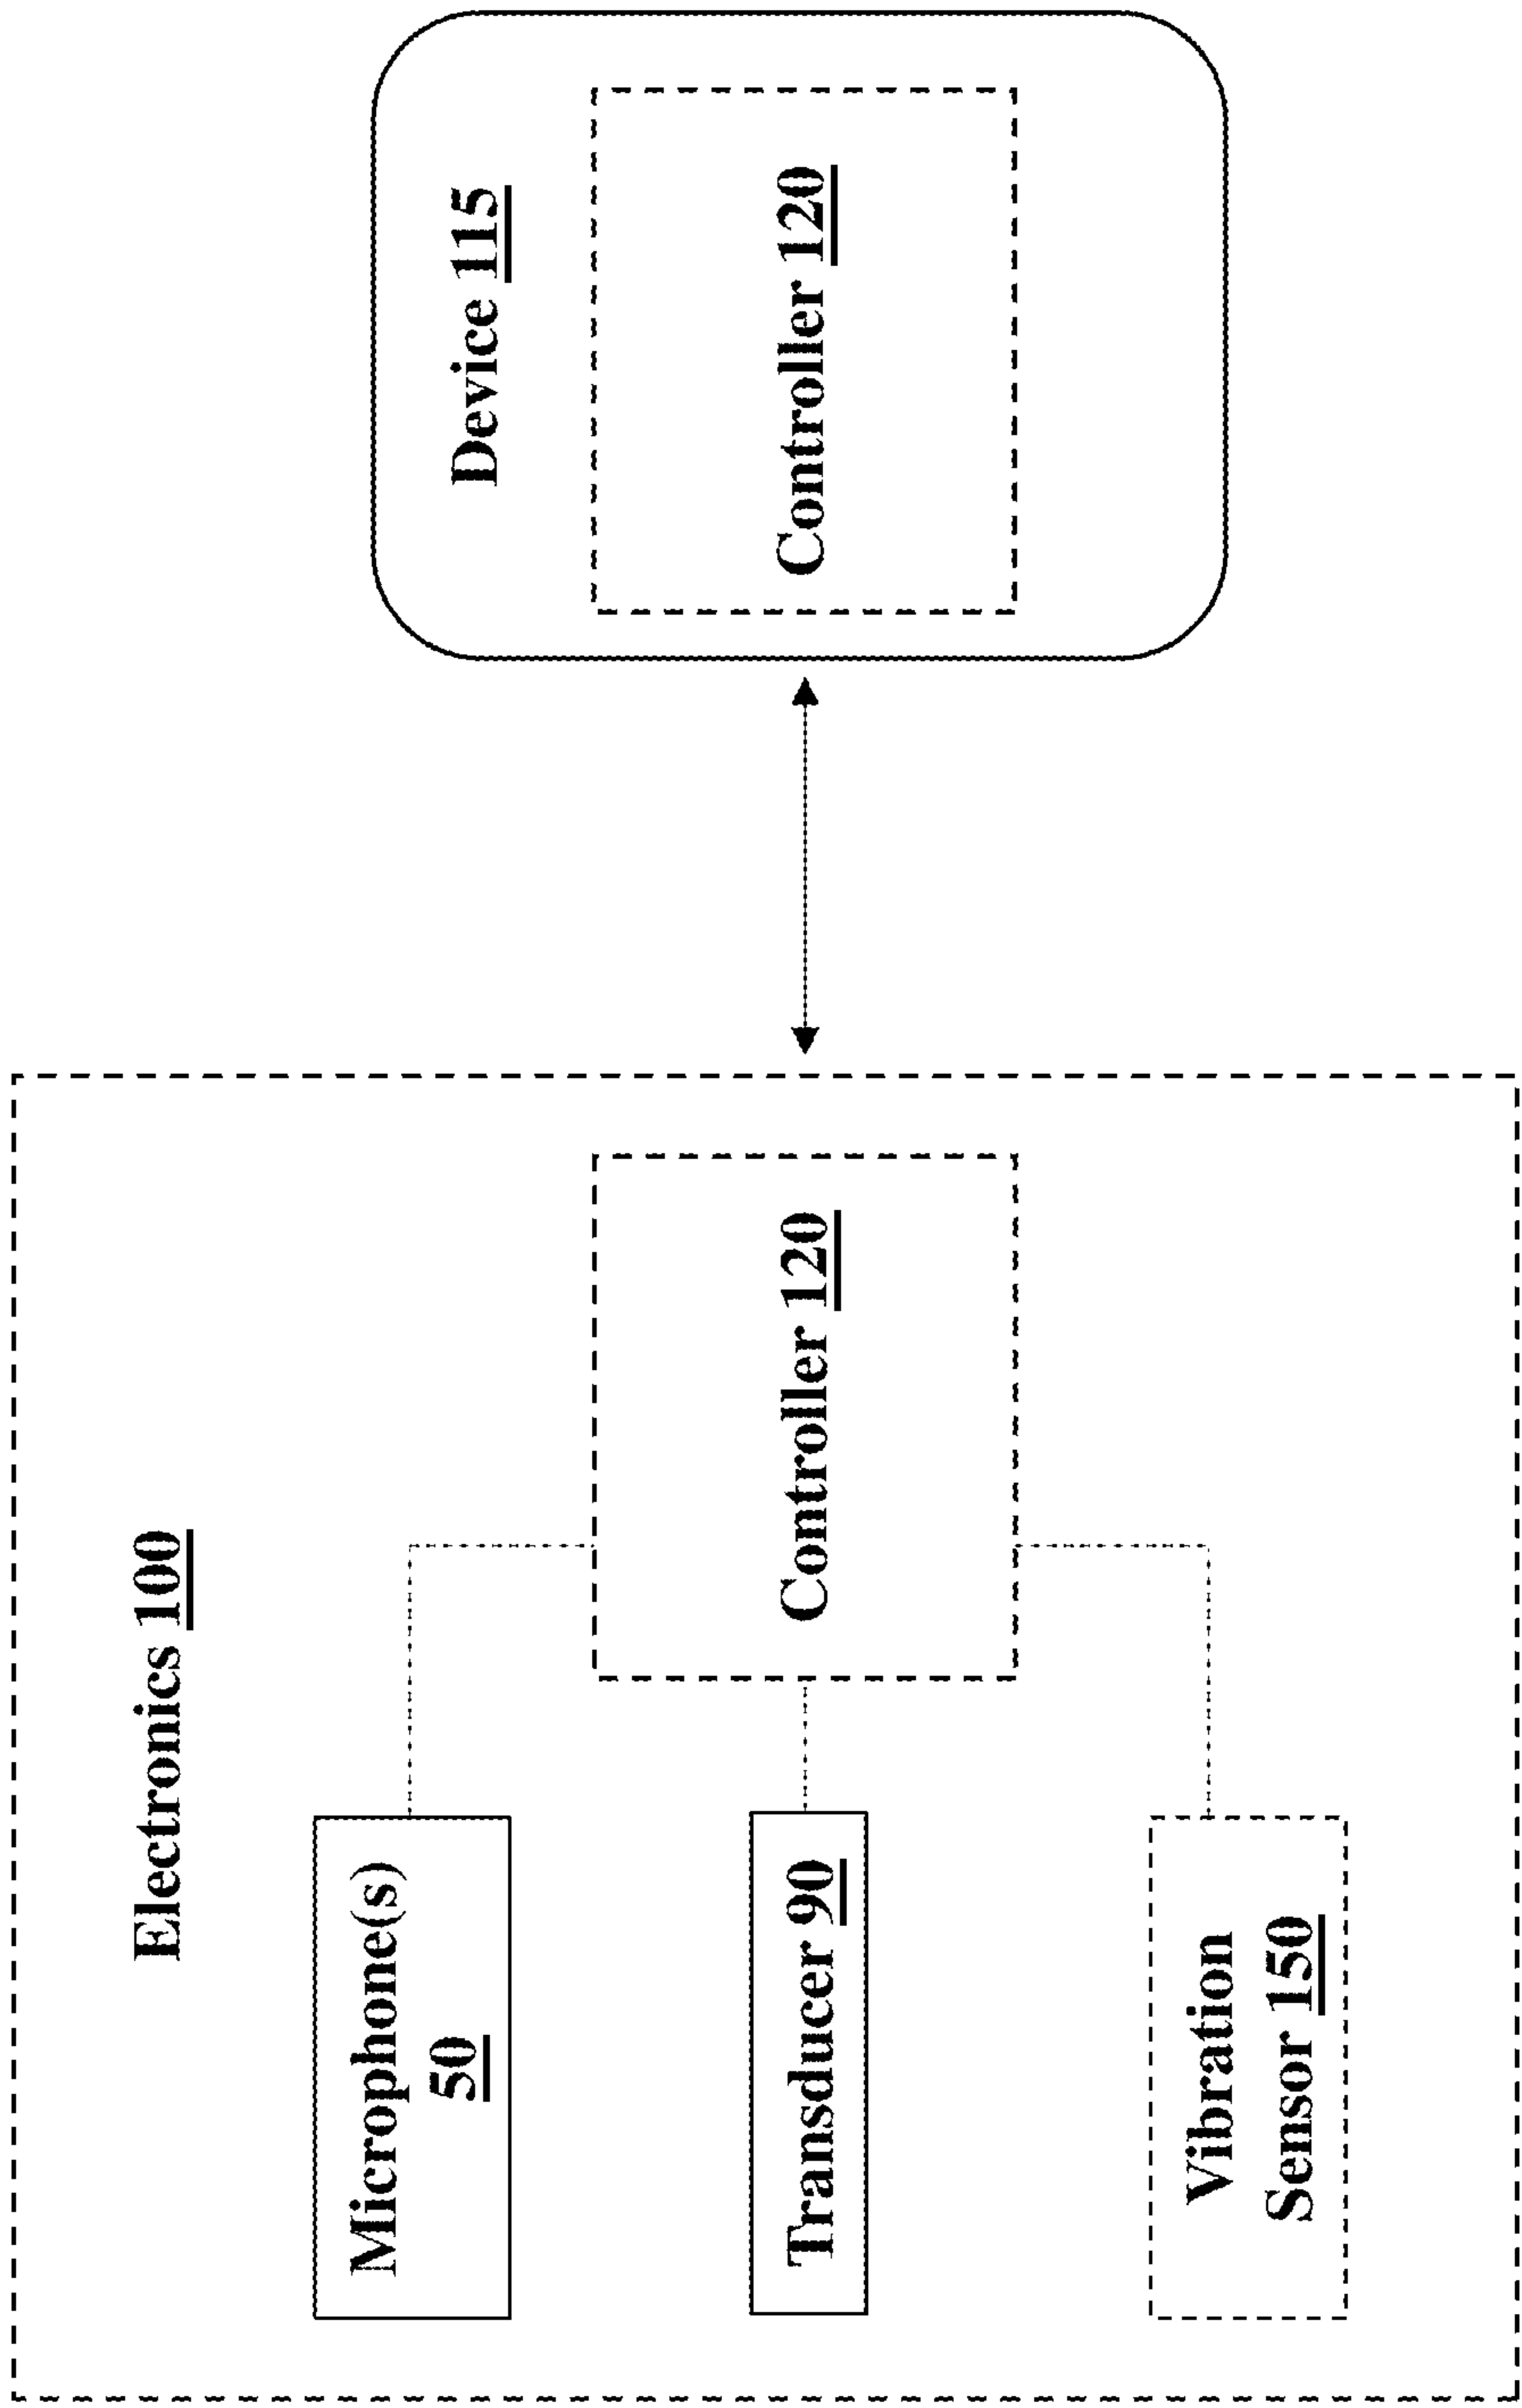 Electronics 100
Microphone(s)
50
Transducer 90
Vibration
Sensor 150
Controller 120
Device 115
Controller 120